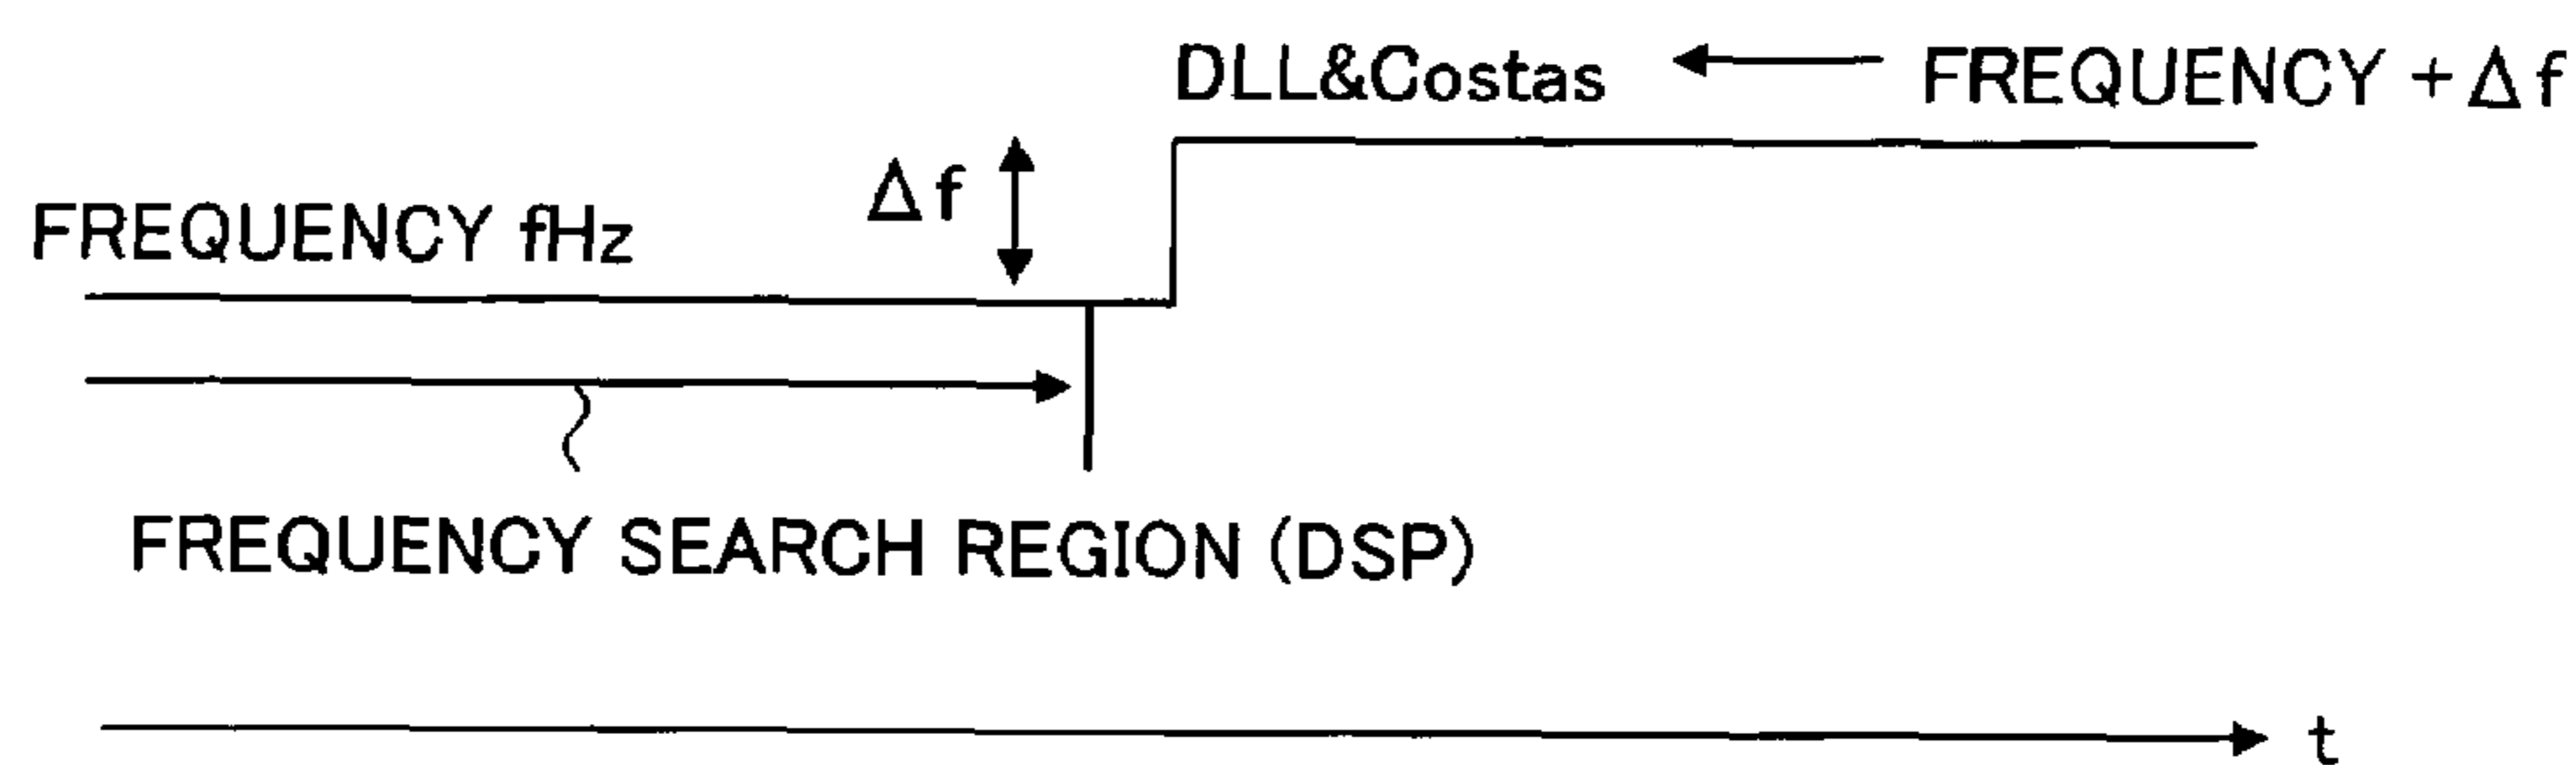 DLL&Costas FREQUENCY +Δf
Δf
FREQUENCY fHz
FREQUENCY SEARCH REGION (DSP)
t